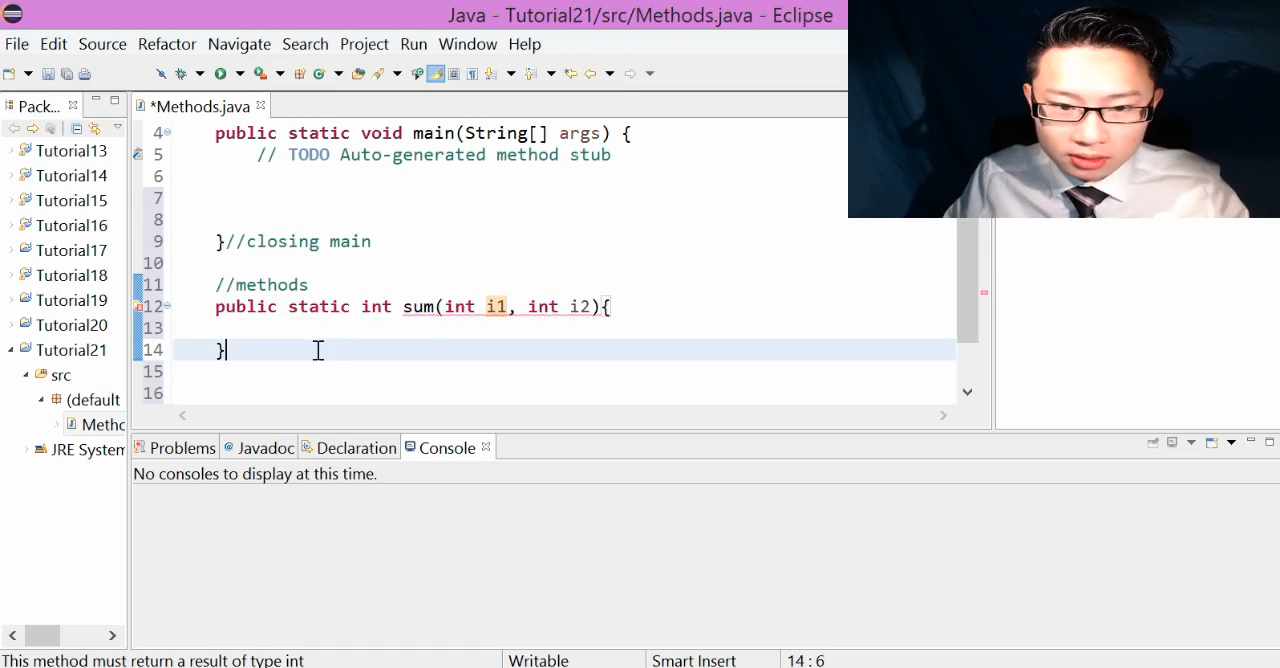 Java - Tutorial21/src/Methods.java - Eclipse
File Edit Source Refactor Navigate Search Project Run Window Help
Pack...
*Methods.java
Tutorial13
Tutorial14
Tutorial15
Tutorial16
Tutorial17
Tutorial18
Tutorial19
Tutorial20
Tutorial21
src
(default
Metho
JRE System
4 public static void main(String[] args) {
5 // TODO Auto-generated method stub
6
7
8
9 }//closing main
10
11 //methods
12 public static int sum(int i1, int i2){
13
14 }
15
16
Problems @ Javadoc Declaration Console
No consoles to display at this time.
This method must return a result of type int Writable Smart Insert 14 : 6